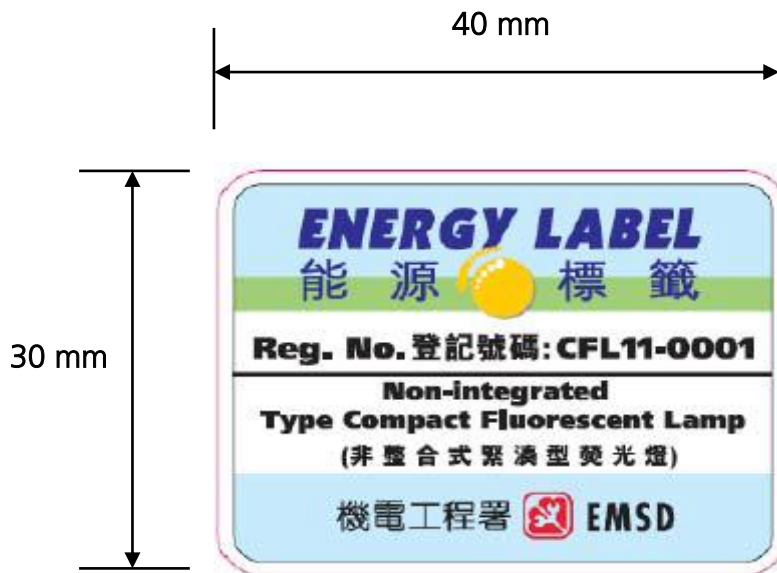 40 mm
ENERGY LABEL
能源標籤
30 mm
Reg. No. 登記號碼: CFL11-0001
Non-integrated
Type Compact Fluorescent Lamp
(非整合式緊湊型熒光燈)
機電工程署 EMSD